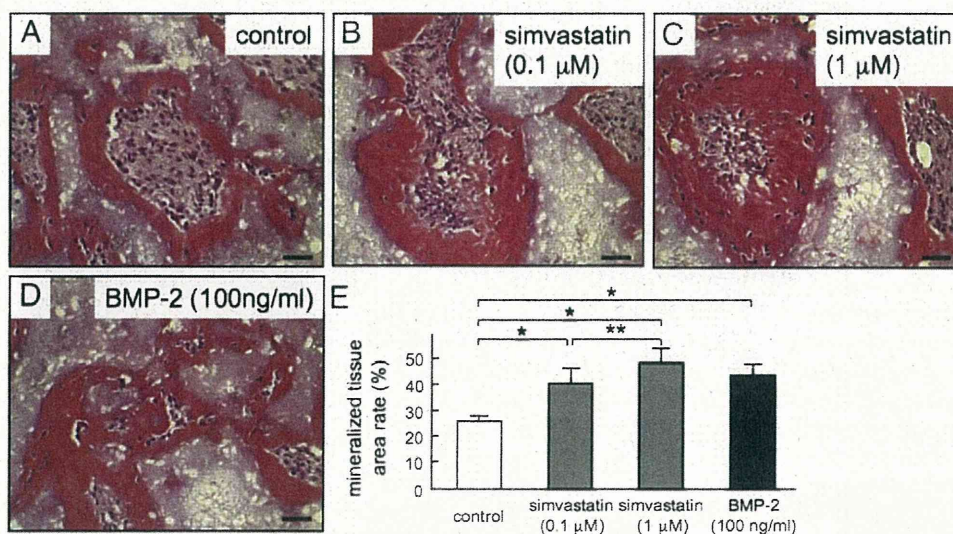 A control
B simvastatin
(0.1 μM)
C simvastatin
(1 μM)
D BMP-2 (100ng/ml)
E
*
*
* **
mineralized tissue
area rate (%)
50
40
30
20
10
0
control
simvastatin
(0.1 μM)
simvastatin
(1 μM)
BMP-2
(100 ng/ml)